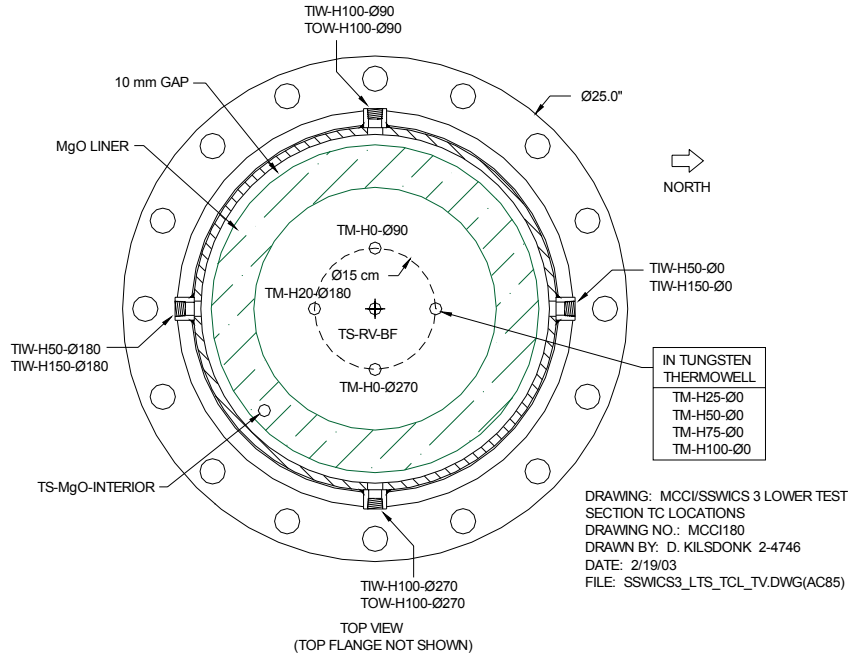 TIW-H100-Ø90
TOW-H100-Ø90
10 mm GAP
Ø25.0"
MgO LINER
NORTH
TM-H0-Ø90
Ø15 cm
TM-H20-Ø180
TS-RV-BF
TM-H0-Ø270
TIW-H50-Ø0
TIW-H150-Ø0
TIW-H50-Ø180
TIW-H150-Ø180
IN TUNGSTEN
THERMOWELL
TM-H25-Ø0
TM-H50-Ø0
TM-H75-Ø0
TM-H100-Ø0
TS-MgO-INTERIOR
DRAWING: MCCI/SSWICS 3 LOWER TEST
SECTION TC LOCATIONS
DRAWING NO.: MCCI180
DRAWN BY: D. KILSDONK 2-4746
DATE: 2/19/03
FILE: SSWICS3_LTS_TCL_TV.DWG(AC85)
TIW-H100-Ø270
TOW-H100-Ø270
TOP VIEW
(TOP FLANGE NOT SHOWN)